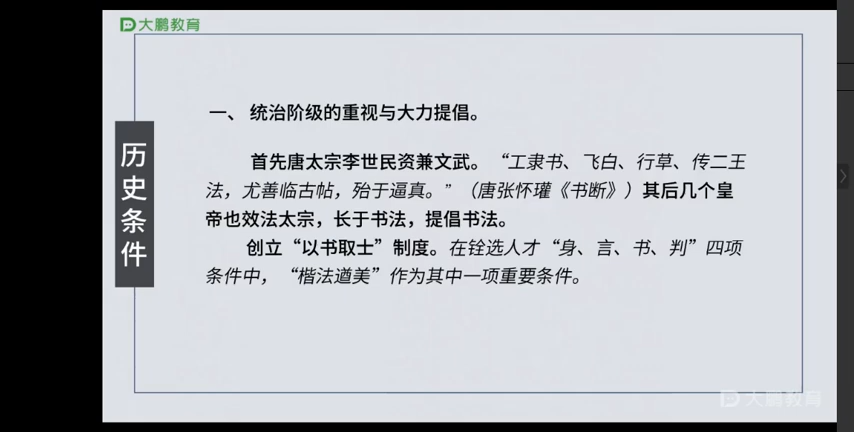 大鹏教育
一、 统治阶级的重视与大力提倡。
历史条件
首先唐太宗李世民资兼文武。 “工隶书、飞白、行草、传二王
法，尤善临古帖，殆于逼真。”（唐张怀瓘《书断》）其后几个皇
帝也效法太宗，长于书法，提倡书法。
创立“以书取士”制度。在铨选人才“身、言、书、判”四项
条件中，“楷法遒美”作为其中一项重要条件。
大鹏教育